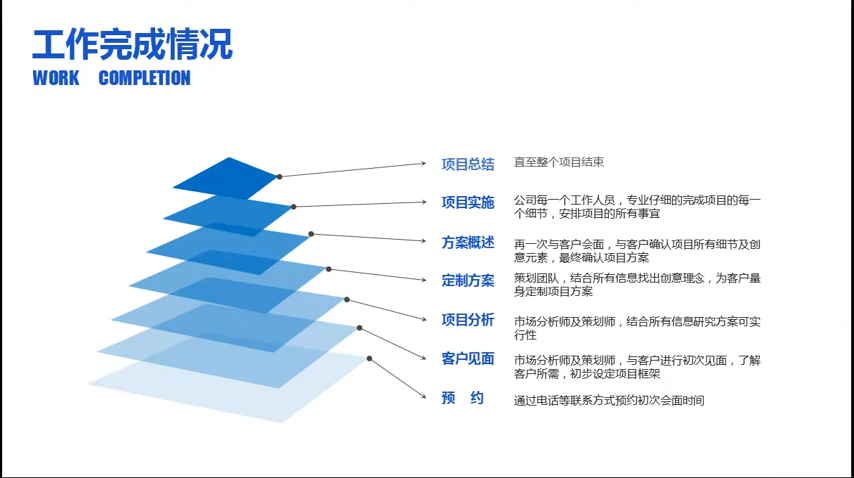 工作完成情况
WORK COMPLETION
项目总结
直至整个项目结束
项目实施
公司每一个工作人员，专业仔细的完成项目的每一
个细节，安排项目的所有事宜
方案概述
再一次与客户会面，与客户确认项目所有细节及创
意元素，最终确认项目方案
定制方案
策划团队，结合所有信息找出创意理念，为客户量
身定制项目方案
项目分析
市场分析师及策划师，结合所有信息研究方案可实
行性
客户见面
市场分析师及策划师，与客户进行初次见面，了解
客户所需，初步设定项目框架
预 约
通过电话等联系方式预约初次会面时间